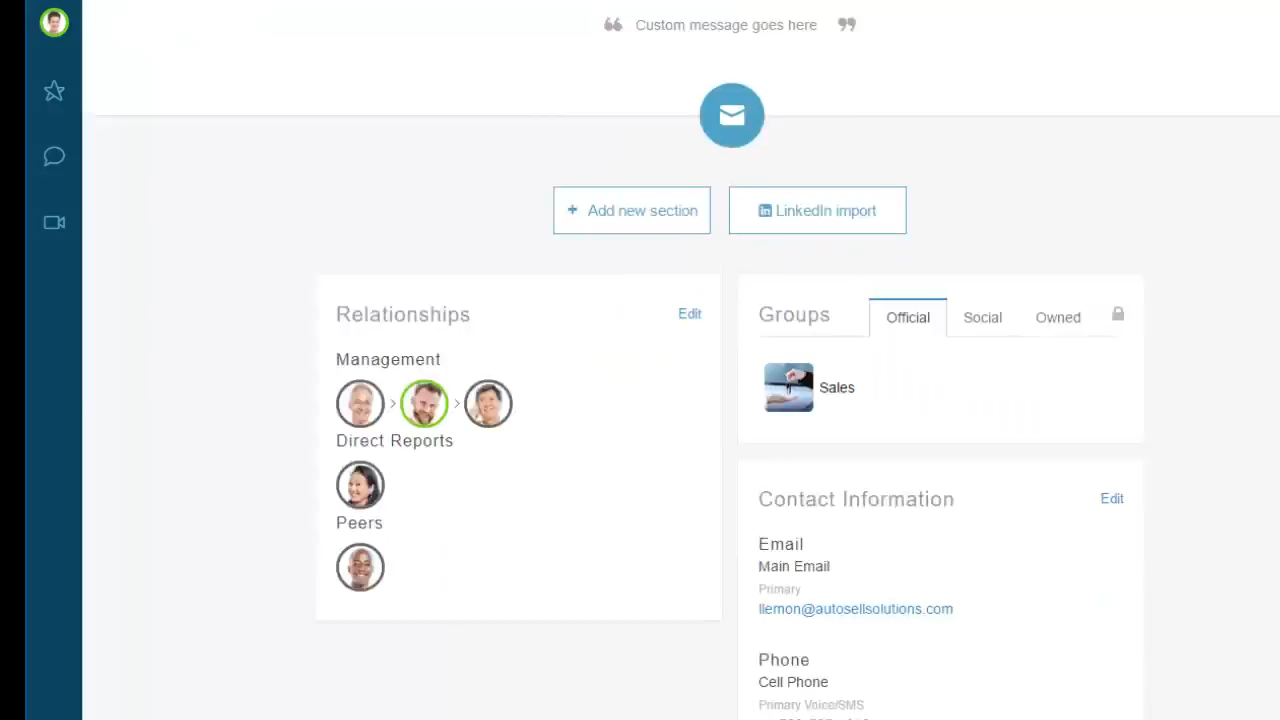 Custom message goes here
+ Add new section
LinkedIn import
Relationships
Edit
Management
Direct Reports
Peers
Groups
Official
Social
Owned
Sales
Contact Information
Edit
Email
Main Email
Primary
llemon@autosellsolutions.com
Phone
Cell Phone
Primary Voice/SMS